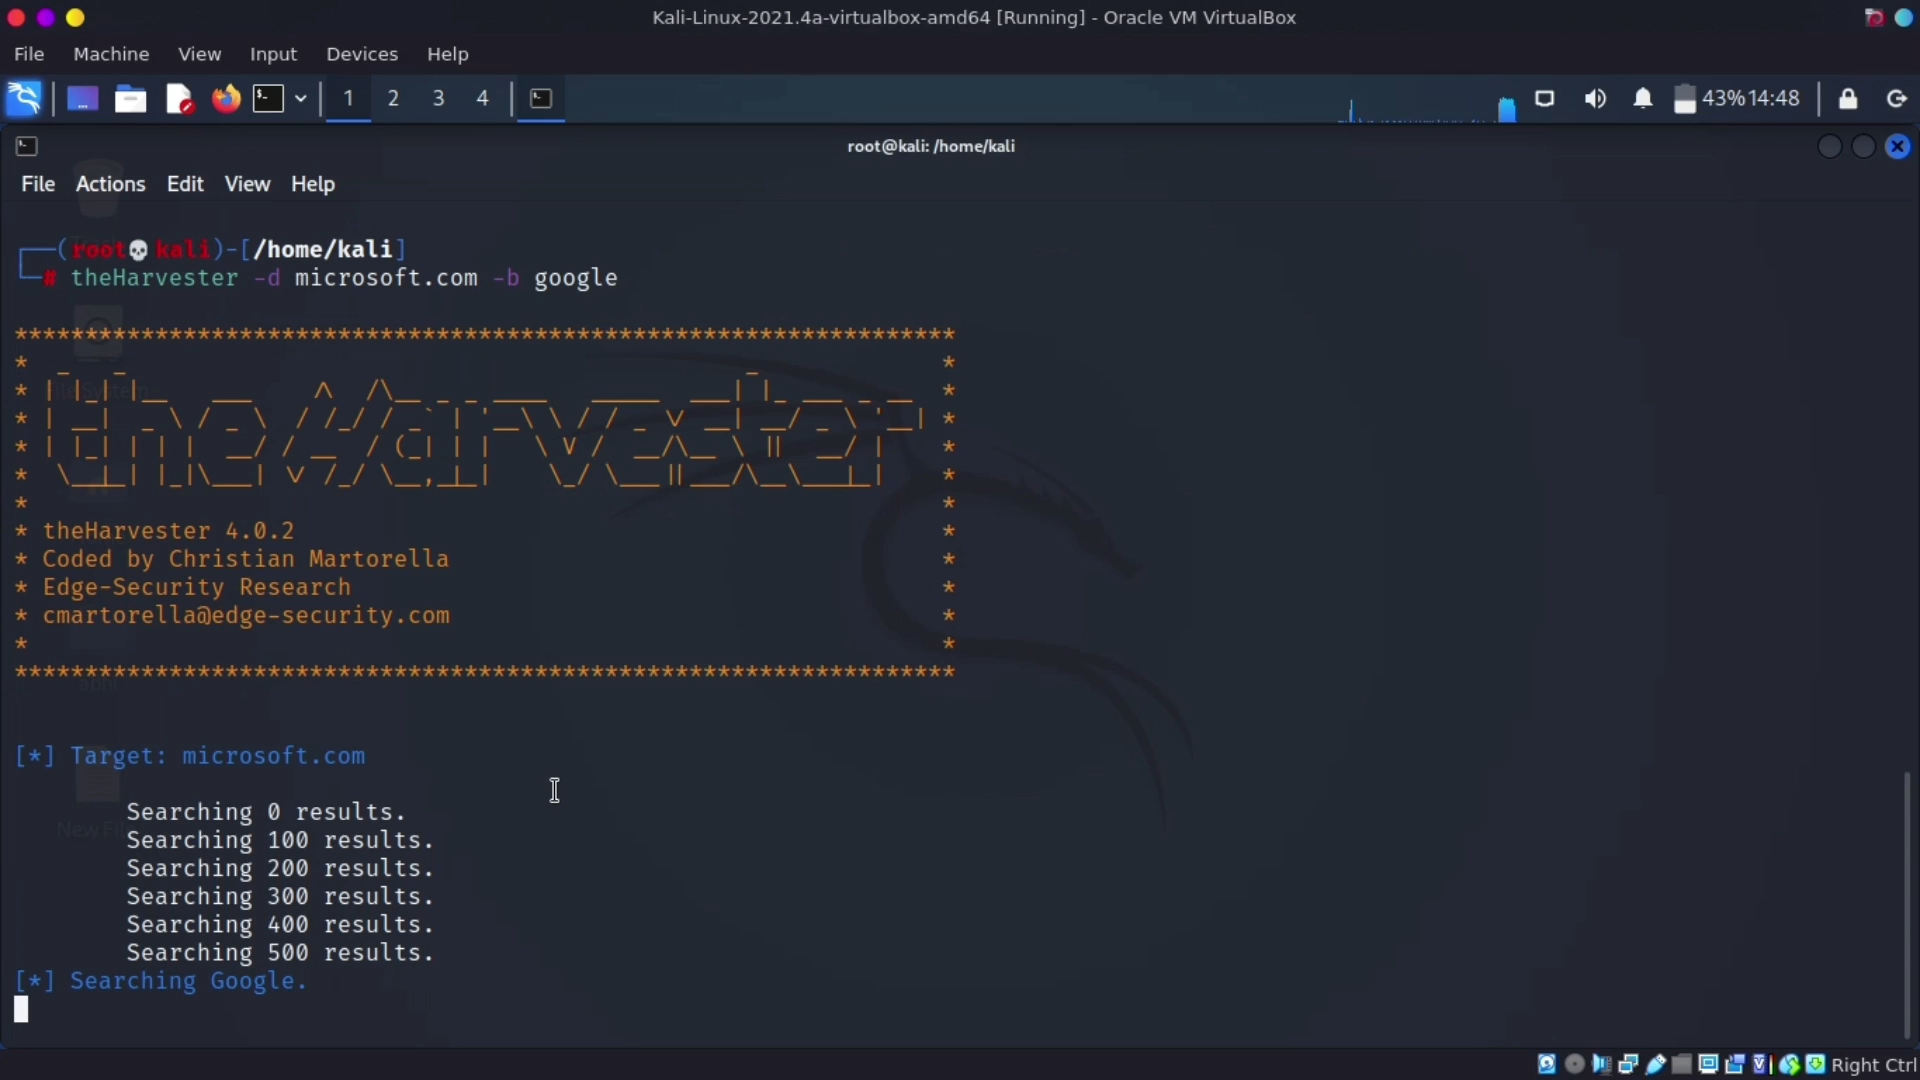 Kali-Linux-2021.4a-virtualbox-amd64 [Running] - Oracle VM VirtualBox
File Machine View Input Devices Help
1 2 3 4 43% 14:48
root@kali: /home/kali
File Actions Edit View Help
(root💀kali)-[/home/kali]
# theHarvester -d microsoft.com -b google
*******************************************************************
theHarvester
* theHarvester 4.0.2 *
* Coded by Christian Martorella *
* Edge-Security Research *
* cmartorella@edge-security.com *
* *
*******************************************************************
[*] Target: microsoft.com
Searching 0 results.
Searching 100 results.
Searching 200 results.
Searching 300 results.
Searching 400 results.
Searching 500 results.
[*] Searching Google.
Right Ctrl